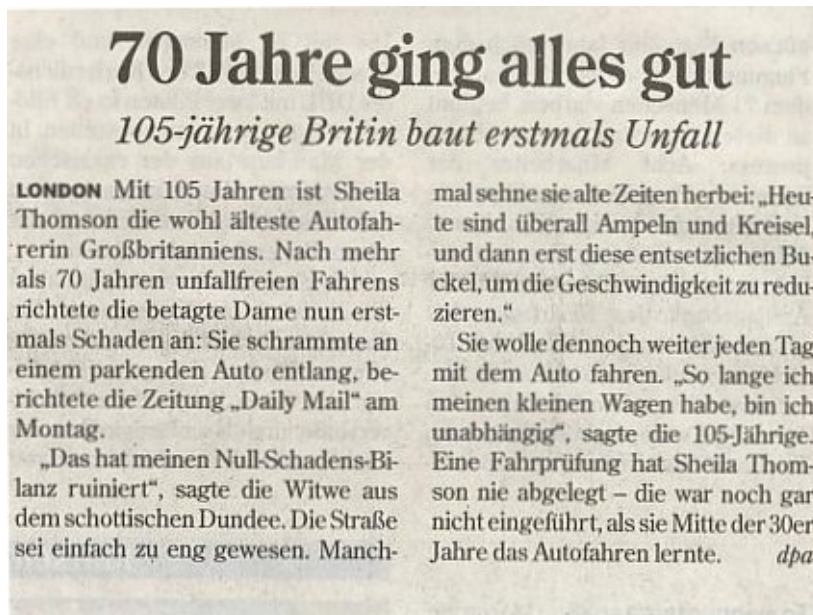 70 Jahre ging alles gut
105-jährige Britin baut erstmals Unfall
LONDON Mit 105 Jahren ist Sheila
Thomson die wohl älteste Autofah-
rerin Großbritanniens. Nach mehr
als 70 Jahren unfallfreien Fahrens
richtete die betagte Dame nun erst-
mals Schaden an: Sie schrammte an
einem parkenden Auto entlang, be-
richtete die Zeitung „Daily Mail“ am
Montag.
„Das hat meinen Null-Schadens-Bi-
lanz ruiniert“, sagte die Witwe aus
dem schottischen Dundee. Die Straße
sei einfach zu eng gewesen. Manch-
mal sehne sie alte Zeiten herbei: „Heu-
te sind überall Ampeln und Kreisel,
und dann erst diese entsetzlichen Bu-
ckel, um die Geschwindigkeit zu redu-
zieren.“
Sie wolle dennoch weiter jeden Tag
mit dem Auto fahren. „So lange ich
meinen kleinen Wagen habe, bin ich
unabhängig“, sagte die 105-Jährige.
Eine Fahrprüfung hat Sheila Thom-
son nie abgelegt – die war noch gar
nicht eingeführt, als sie Mitte der 30er
Jahre das Autofahren lernte. dpa